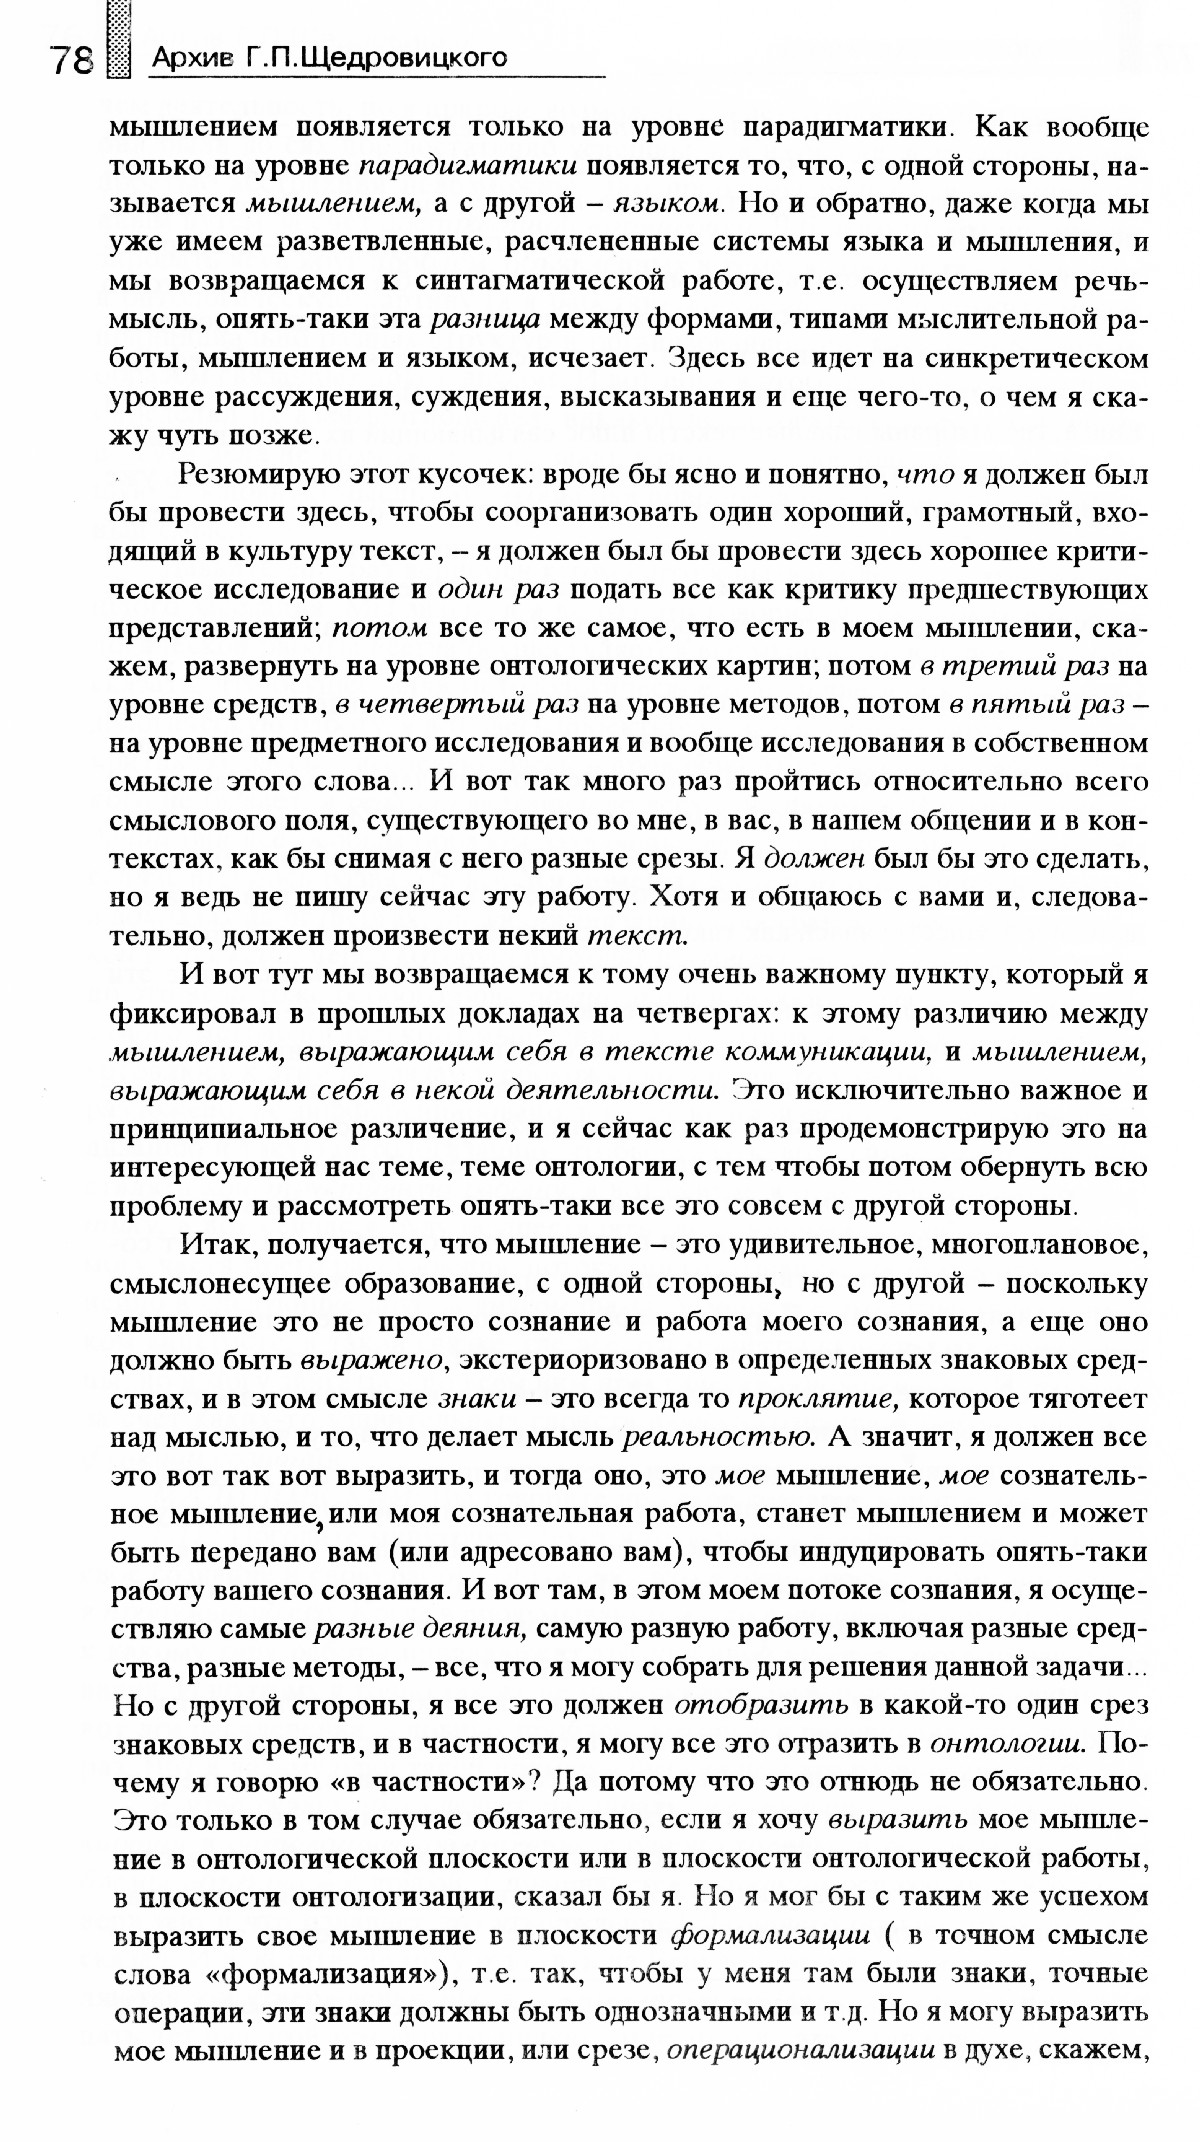 78 Архив Г.П.Щедровицкого
мышлением появляется только на уровне парадигматики. Как вообще
только на уровне парадигматики появляется то, что, с одной стороны, на-
зывается мышлением, а с другой – языком. Но и обратно, даже когда мы
уже имеем разветвленные, расчлененные системы языка и мышления, и
мы возвращаемся к синтагматической работе, т.е. осуществляем речь-
мысль, опять-таки эта разница между формами, типами мыслительной ра-
боты, мышлением и языком, исчезает. Здесь все идет на синкретическом
уровне рассуждения, суждения, высказывания и еще чего-то, о чем я ска-
жу чуть позже.
Резюмирую этот кусочек: вроде бы ясно и понятно, что я должен был
бы провести здесь, чтобы соорганизовать один хороший, грамотный, вхо-
дящий в культуру текст, – я должен был бы провести здесь хорошее крити-
ческое исследование и один раз подать все как критику предшествующих
представлений; потом все то же самое, что есть в моем мышлении, ска-
жем, развернуть на уровне онтологических картин; потом в третий раз на
уровне средств, в четвертый раз на уровне методов, потом в пятый раз –
на уровне предметного исследования и вообще исследования в собственном
смысле этого слова... И вот так много раз пройтись относительно всего
смыслового поля, существующего во мне, в вас, в нашем общении и в кон-
текстах, как бы снимая с него разные срезы. Я должен был бы это сделать,
но я ведь не пишу сейчас эту работу. Хотя и общаюсь с вами и, следова-
тельно, должен произвести некий текст.
И вот тут мы возвращаемся к тому очень важному пункту, который я
фиксировал в прошлых докладах на четвергах: к этому различию между
мышлением, выражающим себя в тексте коммуникации, и мышлением,
выражающим себя в некой деятельности. Это исключительно важное и
принципиальное различение, и я сейчас как раз продемонстрирую это на
интересующей нас теме, теме онтологии, с тем чтобы потом обернуть всю
проблему и рассмотреть опять-таки все это совсем с другой стороны.
Итак, получается, что мышление – это удивительное, многоплановое,
смыслонесущее образование, с одной стороны, но с другой – поскольку
мышление это не просто сознание и работа моего сознания, а еще оно
должно быть выражено, экстериоризовано в определенных знаковых сред-
ствах, и в этом смысле знаки – это всегда то проклятие, которое тяготеет
над мыслью, и то, что делает мысль реальностью. А значит, я должен все
это вот так вот выразить, и тогда оно, это мое мышление, мое сознатель-
ное мышление, или моя сознательная работа, станет мышлением и может
быть передано вам (или адресовано вам), чтобы индуцировать опять-таки
работу вашего сознания. И вот там, в этом моем потоке сознания, я осуще-
ствляю самые разные деяния, самую разную работу, включая разные сред-
ства, разные методы, – все, что я могу собрать для решения данной задачи...
Но с другой стороны, я все это должен отобразить в какой-то один срез
знаковых средств, и в частности, я могу все это отразить в онтологии. По-
чему я говорю «в частности»? Да потому что это отнюдь не обязательно.
Это только в том случае обязательно, если я хочу выразить мое мышле-
ние в онтологической плоскости или в плоскости онтологической работы,
в плоскости онтологизации, сказал бы я. Но я мог бы с таким же успехом
выразить свое мышление в плоскости формализации ( в точном смысле
слова «формализация»), т.е. так, чтобы у меня там были знаки, точные
операции, эти знаки должны быть однозначными и т.д. Но я могу выразить
мое мышление и в проекции, или срезе, операционализации в духе, скажем,